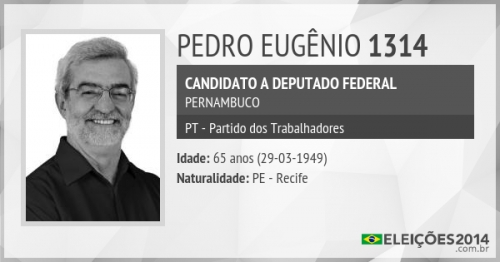 PEDRO EUGÊNIO 1314
CANDIDATO A DEPUTADO FEDERAL
PERNAMBUCO
PT - Partido dos Trabalhadores
Idade: 65 anos (29-03-1949)
Naturalidade: PE - Recife
ELEIÇÕES2014
.com.br